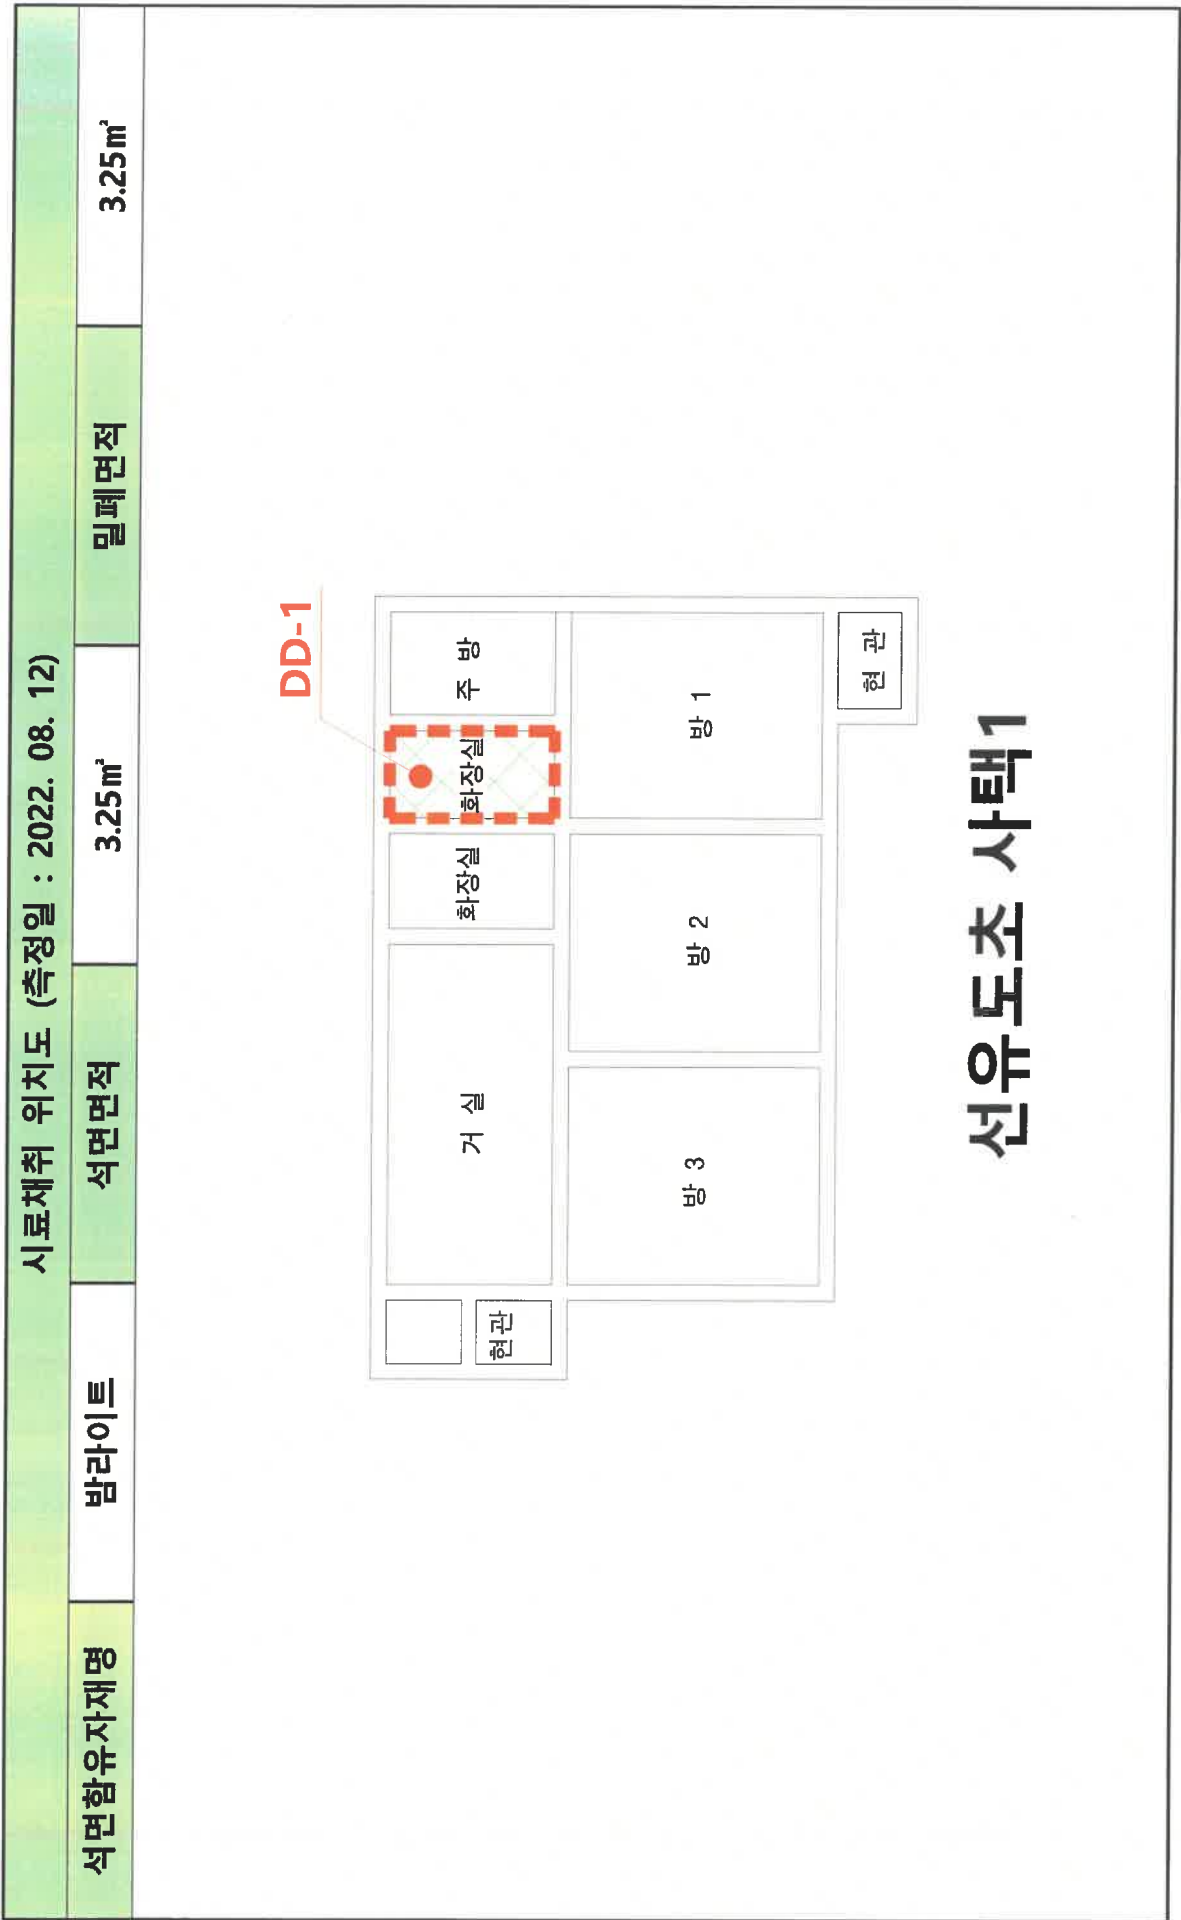 시료채취 위치도 (측정일 : 2022. 08. 12)
석면함유자재명 밤라이트 석면면적 3.25㎡ 밀폐면적 3.25㎡
DD-1
거 실 화장실 화장실 주 방
현관
방 3 방 2 방 1
현 관
선유도초 사택1